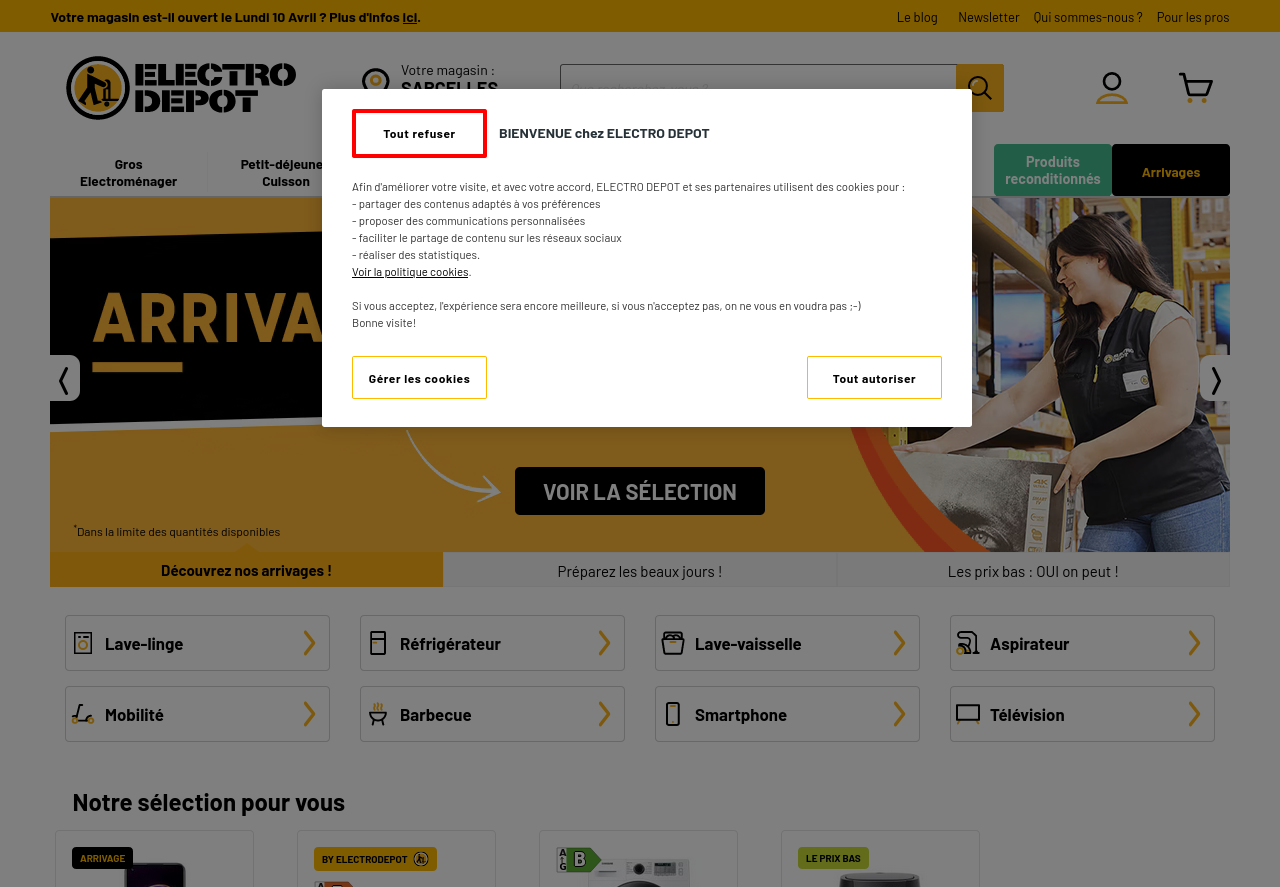 Votre magasin est-il ouvert le Lundi 10 Avril ? Plus d'infos ici.
Le blog
Newsletter
Qui sommes-nous ?
Pour les pros
ELECTRO
DEPOT
Votre magasin :
SARCELLES
Gros
Electroménager
Petit-déjeune
Cuisson
Produits
reconditionnés
Arrivages
Tout refuser
BIENVENUE chez ELECTRO DEPOT
Afin d'améliorer votre visite, et avec votre accord, ELECTRO DEPOT et ses partenaires utilisent des cookies pour :
- partager des contenus adaptés à vos préférences
- proposer des communications personnalisées
- faciliter le partage de contenu sur les réseaux sociaux
- réaliser des statistiques.
Voir la politique cookies.
Si vous acceptez, l'expérience sera encore meilleure, si vous n'acceptez pas, on ne vous en voudra pas ;-)
Bonne visite!
Gérer les cookies
Tout autoriser
ARRIVA
VOIR LA SÉLECTION
*Dans la limite des quantités disponibles
Découvrez nos arrivages !
Préparez les beaux jours !
Les prix bas : OUI on peut !
Lave-linge
Réfrigérateur
Lave-vaisselle
Aspirateur
Mobilité
Barbecue
Smartphone
Télévision
Notre sélection pour vous
ARRIVAGE
BY ELECTRODEPOT
A
G
B
LE PRIX BAS
A